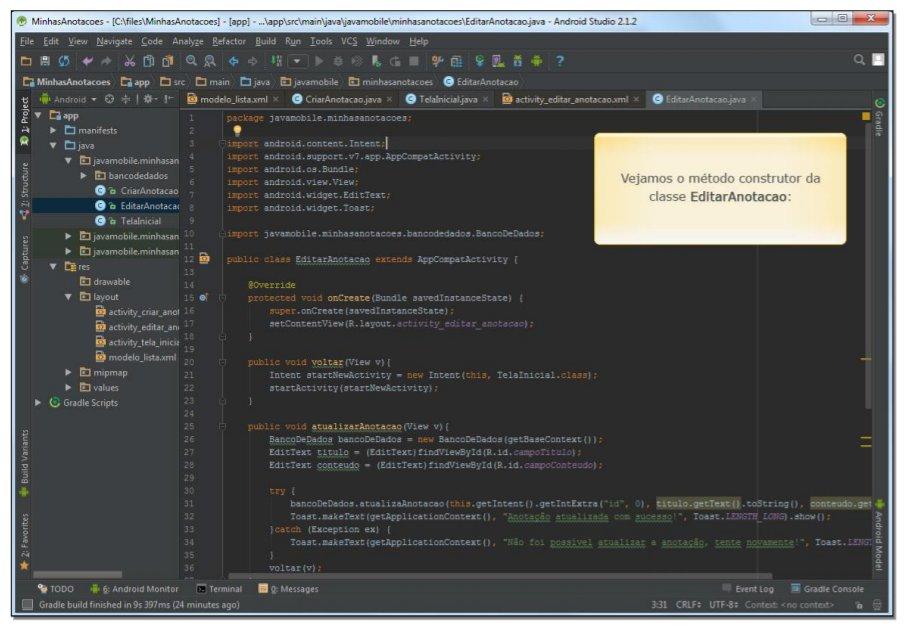 MinhasAnotacoes - [C:\files\MinhasAnotacoes] - [app] - ...\app\src\main\java\javamobile\minhasanotacoes\EditarAnotacao.java - Android Studio 2.1.2
File Edit View Navigate Code Analyze Refactor Build Run Tools VCS Window Help
MinhasAnotacoes app src main java javamobile minhasanotacoes EditarAnotacao
Android modelo_lista.xml CriarAnotacao.java TelaInicial.java activity_editar_anotacao.xml EditarAnotacao.java
1: Project
Z: Structure
Captures
Build Variants
2: Favorites
app
manifests
java
javamobile.minhasan
bancodedados
CriarAnotacao
EditarAnotacao
TelaInicial
javamobile.minhasan
javamobile.minhasan
res
drawable
layout
activity_criar_anot
activity_editar_an
activity_tela_inicia
modelo_lista.xml
mipmap
values
Gradle Scripts
1 package javamobile.minhasanotacoes;
2
3 import android.content.Intent;
4 import android.support.v7.app.AppCompatActivity;
5 import android.os.Bundle;
6 import android.view.View;
7 import android.widget.EditText;
8 import android.widget.Toast;
9
10 import javamobile.minhasanotacoes.bancodedados.BancoDeDados;
11
12 public class EditarAnotacao extends AppCompatActivity {
13
14 @Override
15 protected void onCreate(Bundle savedInstanceState) {
16 super.onCreate(savedInstanceState);
17 setContentView(R.layout.activity_editar_anotacao);
18 }
19
20 public void voltar(View v){
21 Intent startNewActivity = new Intent(this, TelaInicial.class);
22 startActivity(startNewActivity);
23 }
24
25 public void atualizarAnotacao(View v){
26 BancoDeDados bancoDeDados = new BancoDeDados(getBaseContext());
27 EditText titulo = (EditText)findViewById(R.id.campoTitulo);
28 EditText conteudo = (EditText)findViewById(R.id.campoConteudo);
29
30 try {
31 bancoDeDados.atualizaAnotacao(this.getIntent().getIntExtra("id", 0), titulo.getText().toString(), conteudo.get
32 Toast.makeText(getApplicationContext(), "Anotação atualizada com sucesso!", Toast.LENGTH_LONG).show();
33 }catch (Exception ex) {
34 Toast.makeText(getApplicationContext(), "Não foi possível atualizar a anotação, tente novamente!", Toast.LENGT
35 }
36 voltar(v);
Vejamos o método construtor da
classe EditarAnotacao:
Gradle
Android Model
TODO 6: Android Monitor Terminal 0: Messages Event Log Gradle Console
Gradle build finished in 9s 397ms (24 minutes ago) 3:31 CRLF÷ UTF-8÷ Context: <no context>